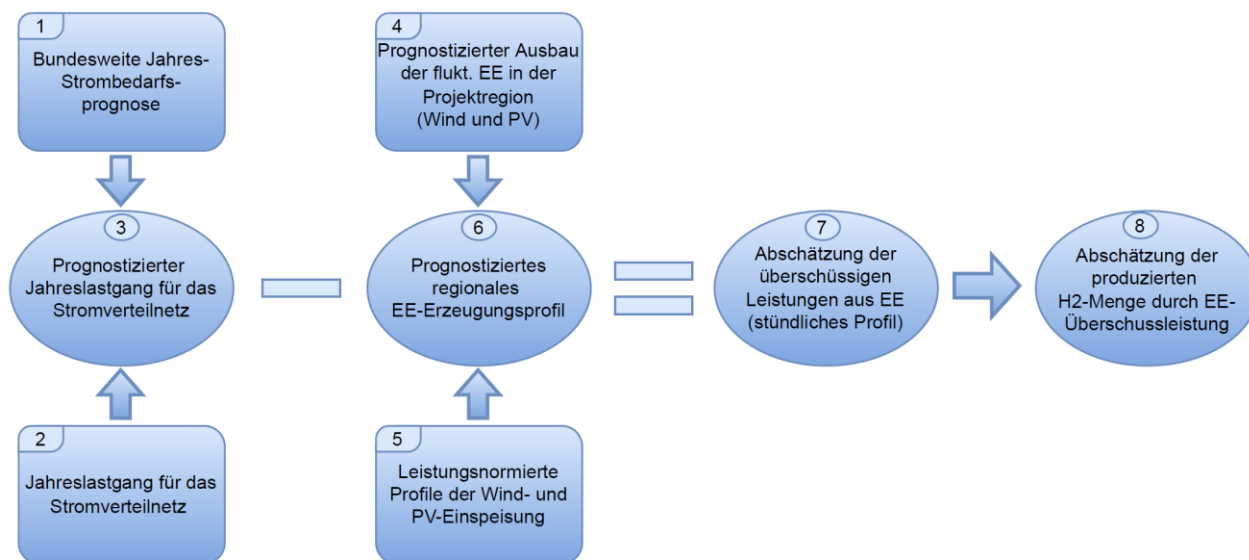 1
Bundesweite Jahres-
Strombedarfs-
prognose
4
Prognostizierter Ausbau
der flukt. EE in der
Projektregion
(Wind und PV)
3
Prognostizierter
Jahreslastgang für das
Stromverteilnetz
6
Prognostiziertes
regionales
EE-Erzeugungsprofil
7
Abschätzung der
überschüssigen
Leistungen aus EE
(stündliches Profil)
8
Abschätzung der
produzierten
H2-Menge durch EE-
Überschussleistung
2
Jahreslastgang für das
Stromverteilnetz
5
Leistungsnormierte
Profile der Wind- und
PV-Einspeisung